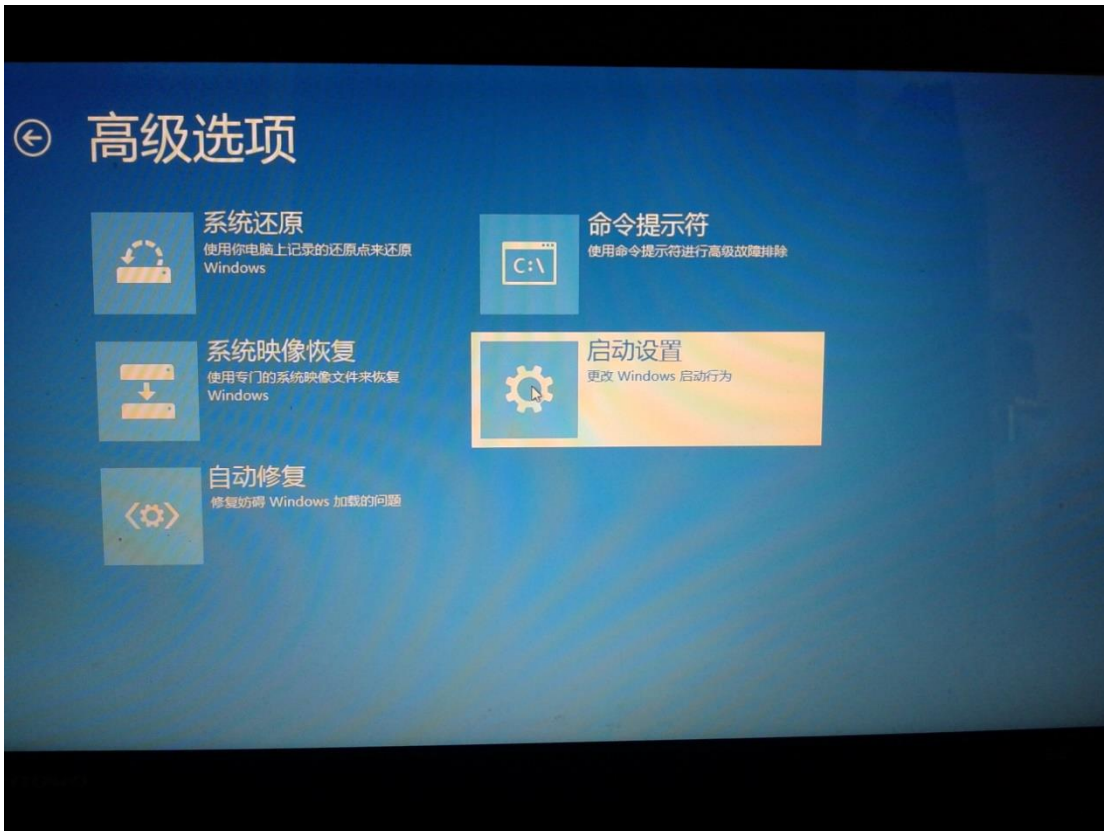 高级选项
系统还原
使用你电脑上记录的还原点来还原
Windows
命令提示符
使用命令提示符进行高级故障排除
C:\
系统映像恢复
使用专门的系统映像文件来恢复
Windows
启动设置
更改 Windows 启动行为
自动修复
修复妨碍 Windows 加载的问题